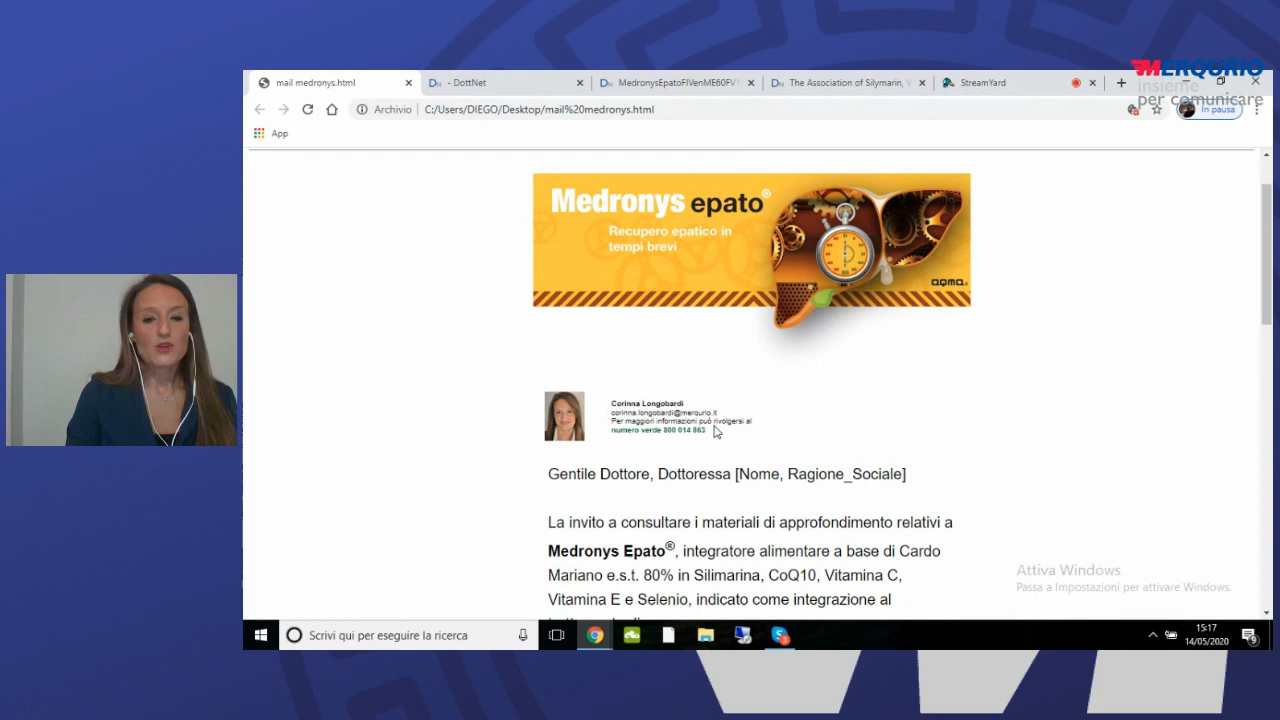 MERQURIO
insieme
per comunicare
mail medronys.html
- DottNet
MedronysEpatoFIVenME60FV
The Association of Silymarin,
StreamYard
Archivio
C:/Users/DIEGO/Desktop/mail%20medronys.html
In pausa
App
Medronys epato®
Recupero epatico in
tempi brevi
aqma
Corinna Longobardi
corinna.longobardi@merqurio.it
Per maggiori informazioni può rivolgersi al
numero verde 800 014 863
Gentile Dottore, Dottoressa [Nome, Ragione_Sociale]
La invito a consultare i materiali di approfondimento relativi a
Medronys Epato®, integratore alimentare a base di Cardo
Mariano e.s.t. 80% in Silimarina, CoQ10, Vitamina C,
Vitamina E e Selenio, indicato come integrazione al
Attiva Windows
Passa a Impostazioni per attivare Windows.
Scrivi qui per eseguire la ricerca
15:17
14/05/2020